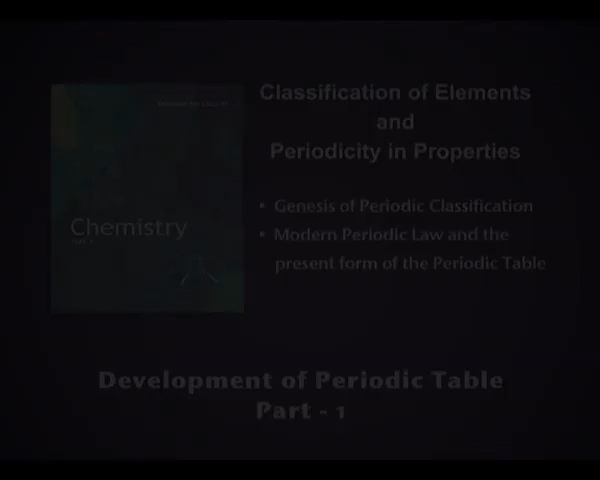 Chemistry
Classification of Elements
and
Periodicity in Properties
• Genesis of Periodic Classification
• Modern Periodic Law and the
present form of the Periodic Table
Development of Periodic Table
Part - 1